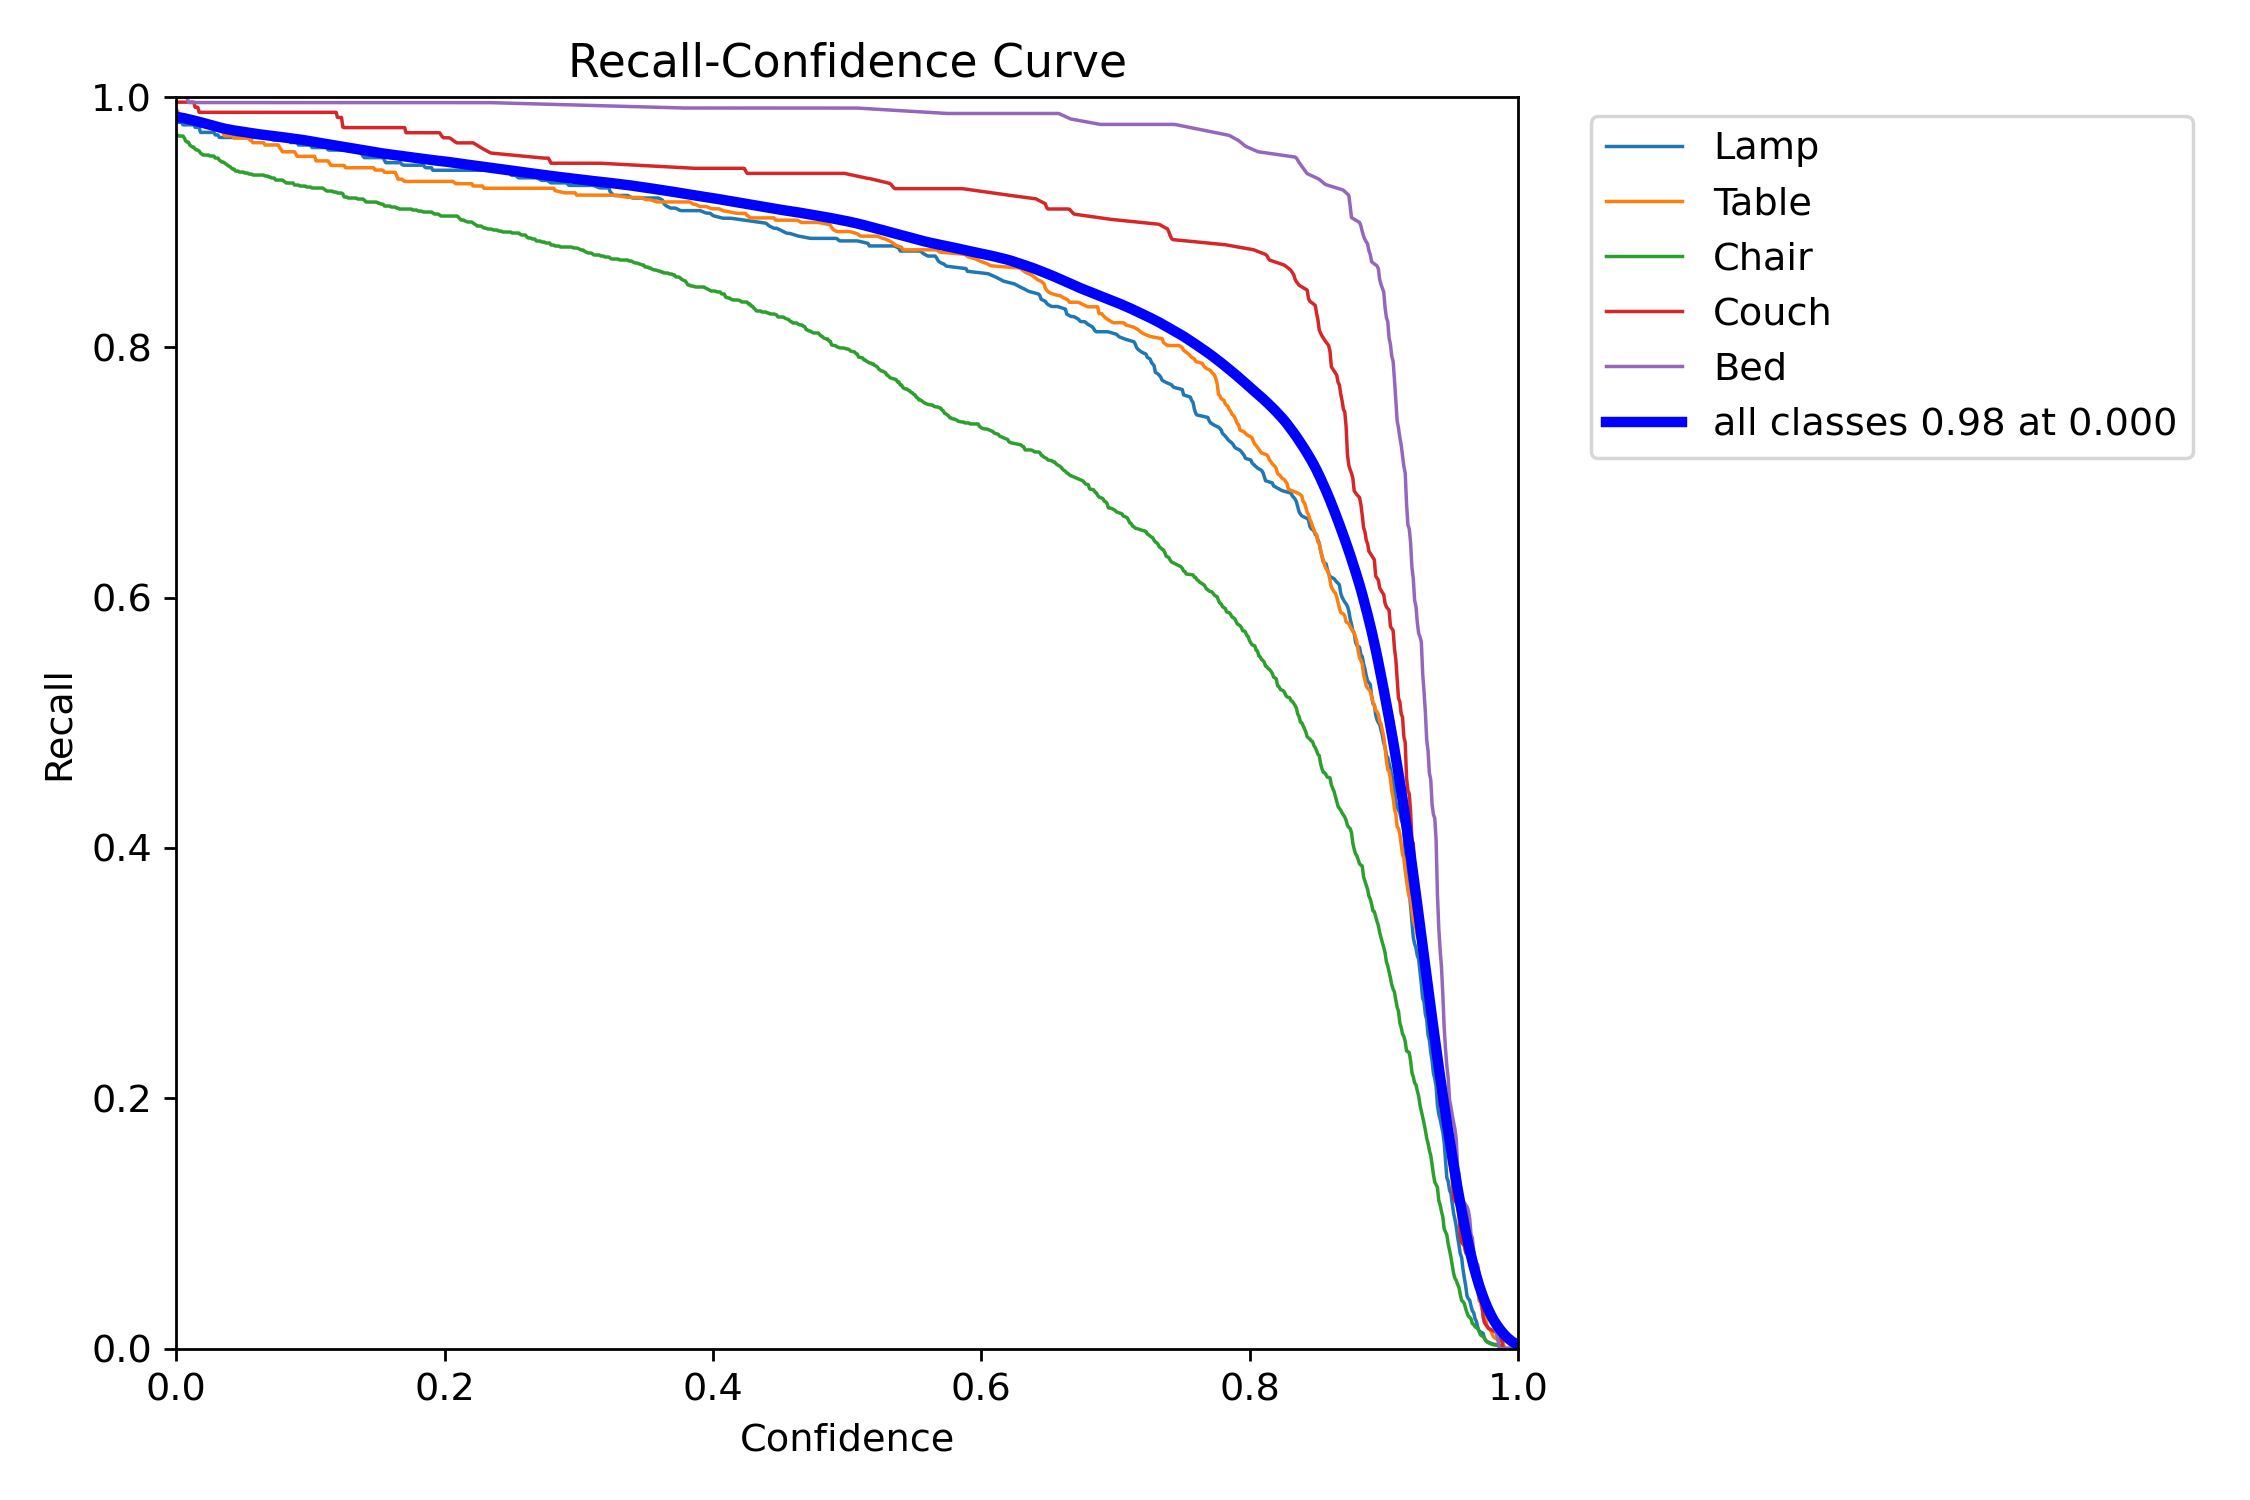 Recall-Confidence Curve
1.0
0.8
0.6
0.4
0.2
0.0
Recall
0.0 0.2 0.4 0.6 0.8 1.0
Confidence
Lamp
Table
Chair
Couch
Bed
all classes 0.98 at 0.000